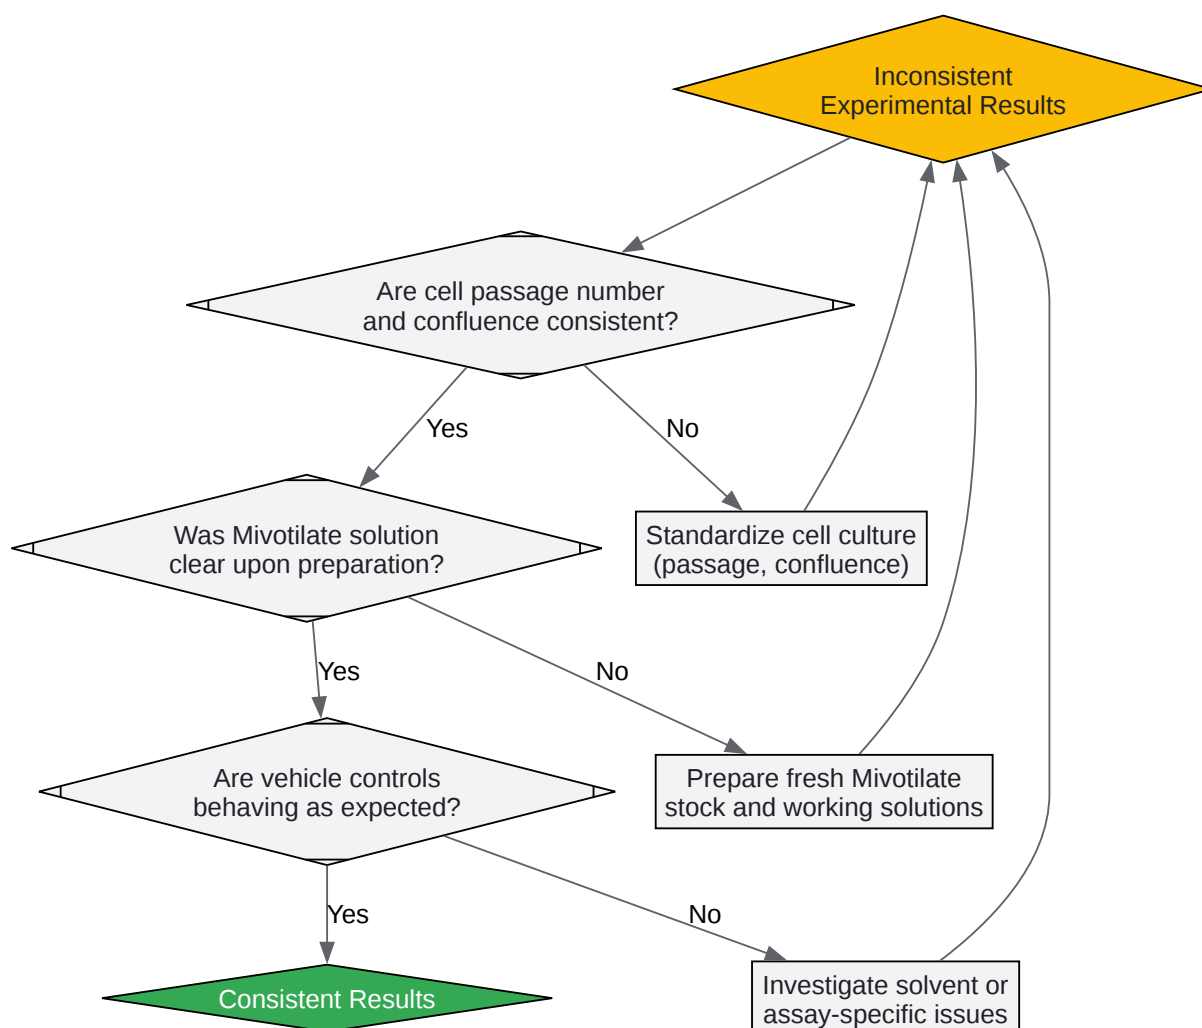 Inconsistent
Experimental Results
Are cell passage number
and confluence consistent?
Yes
No
Was Mivotilate solution
clear upon preparation?
Standardize cell culture
(passage, confluence)
Yes
No
Are vehicle controls
behaving as expected?
Prepare fresh Mivotilate
stock and working solutions
Yes
No
Consistent Results
Investigate solvent or
assay-specific issues